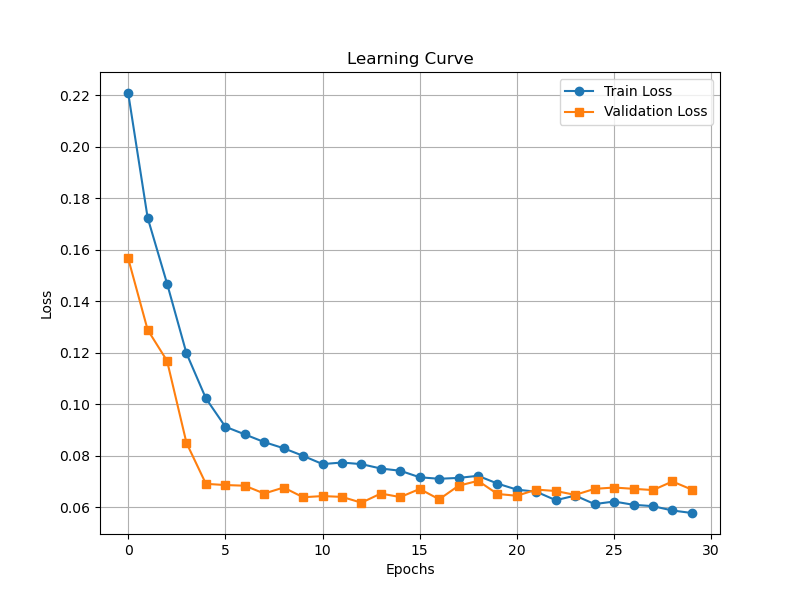 Learning Curve
Train Loss
Validation Loss
0.22
0.20
0.18
0.16
0.14
0.12
0.10
0.08
0.06
Loss
0 5 10 15 20 25 30
Epochs